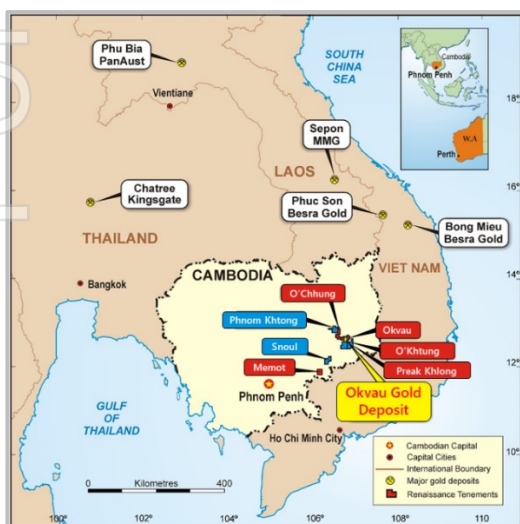 Phu Bia
PanAust
SOUTH
CHINA
SEA
Cambodia
Phnom Penh
W.A
Perth
18°
Vientiane
Sepon
MMG
LAOS
16°
Chatree
Kingsgate
Phuc Son
Besra Gold
Bong Mieu
Besra Gold
THAILAND
VIET NAM
14°
CAMBODIA
Bangkok
O'Chhung
Phnom Khtong
Okvau
Snoul
O'Khtung
12°
Memot
Preak Khlong
Phnom Penh
Okvau Gold
Deposit
GULF
OF
THAILAND
Ho Chi Minh City
Cambodian Capital
Capital Cities
International Boundary
Major gold deposits
Renaissance Tenements
Kilometres
0
400
100°
102°
104°
106°
108°
110°